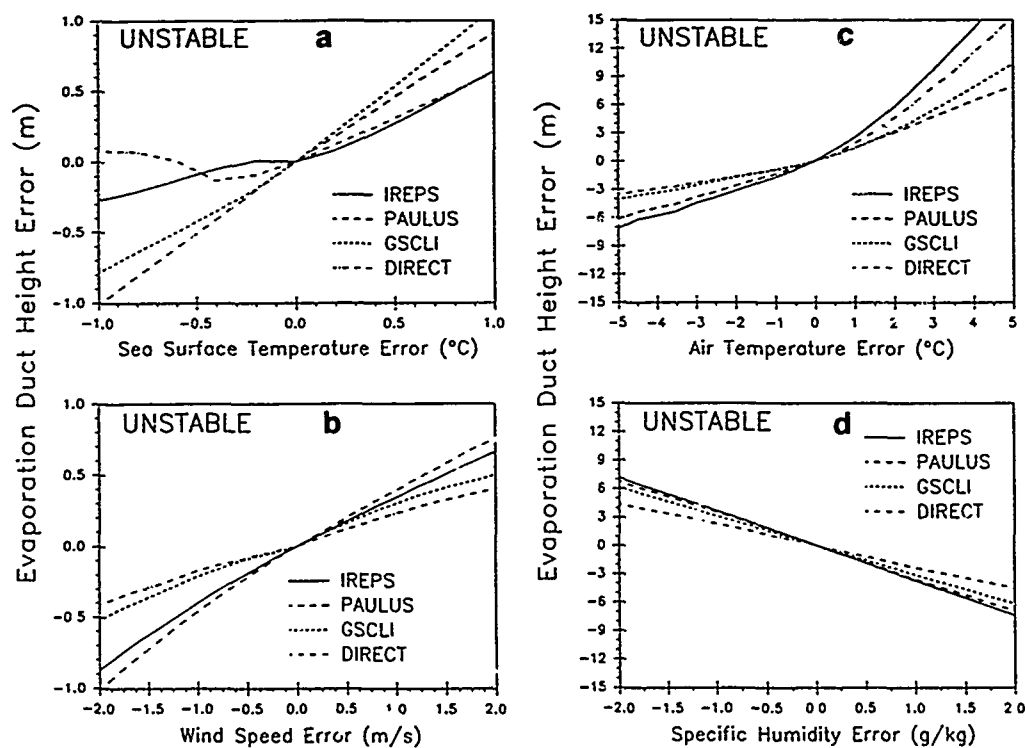 Evaporation Duct Height Error (m)
1.0
0.5
0.0
-0.5
-1.0
UNSTABLE
a
IREPS
PAULUS
GSCLI
DIRECT
-1.0 -0.5 0.0 0.5 1.0
Sea Surface Temperature Error (°C)
1.0
0.5
0.0
-0.5
-1.0
UNSTABLE
b
IREPS
PAULUS
GSCLI
DIRECT
-2.0 -1.5 -1.0 -0.5 0.0 0.5 1.0 1.5 2.0
Wind Speed Error (m/s)
Evaporation Duct Height Error (m)
15
12
9
6
3
0
-3
-6
-9
-12
-15
UNSTABLE
c
IREPS
PAULUS
GSCLI
DIRECT
-5 -4 -3 -2 -1 0 1 2 3 4 5
Air Temperature Error (°C)
15
12
9
6
3
0
-3
-6
-9
-12
-15
UNSTABLE
d
IREPS
PAULUS
GSCLI
DIRECT
-2.0 -1.5 -1.0 -0.5 0.0 0.5 1.0 1.5 2.0
Specific Humidity Error (g/kg)